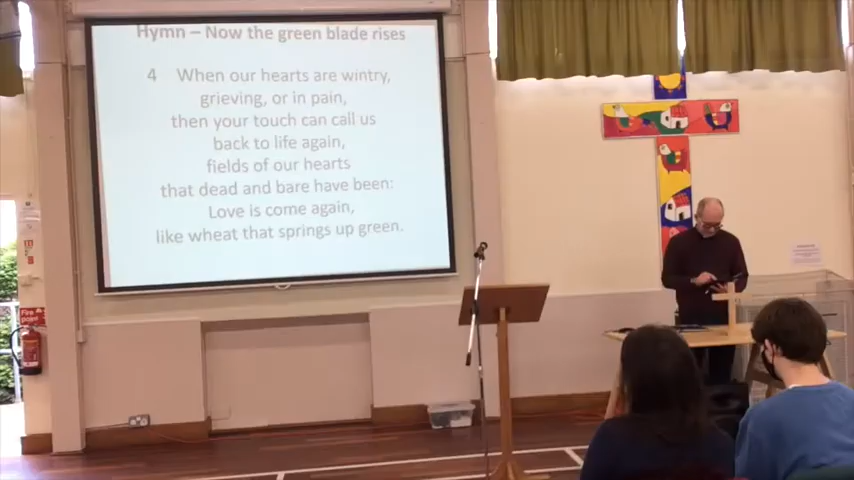 Hymn – Now the green blade rises
4 When our hearts are wintry,
grieving, or in pain,
then your touch can call us
back to life again,
fields of our hearts
that dead and bare have been:
Love is come again,
like wheat that springs up green.
Fire point